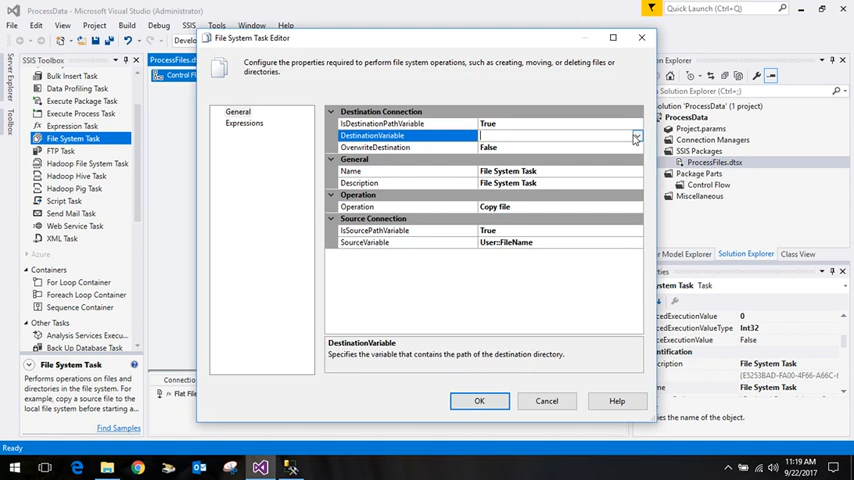 ProcessData - Microsoft Visual Studio (Administrator)
Quick Launch (Ctrl+Q)
File Edit View
SSIS Tools Window
File System Task Editor
Configure the properties required to perform file system operations, such as creating, moving, or deleting files or
directories.
SSIS Toolbox
ProcessFiles.dt
Control Fl
Bulk Insert Task
Data Profiling Task
Execute Package Task
Execute Process Task
Expression Task
File System Task
FTP Task
Hadoop File System Task
Hadoop Hive Task
Hadoop Pig Task
Script Task
Send Mail Task
Web Service Task
XML Task
Azure
Containers
For Loop Container
Foreach Loop Container
Sequence Container
Other Tasks
Analysis Services Execu...
Back Up Database Task
File System Task
Performs operations on files and
directories in the file system. For
example, copy a source file to the
local file system before starting a...
Find Samples
Server Explorer
Toolbox
General
Expressions
Destination Connection
IsDestinationPathVariable True
DestinationVariable
OverwriteDestination False
General
Name File System Task
Description File System Task
Operation
Operation Copy file
Source Connection
IsSourcePathVariable True
SourceVariable User::FileName
DestinationVariable
Specifies the variable that contains the path of the destination directory.
OK Cancel Help
Connection
Flat File
Solution Explorer
Solution 'ProcessData' (1 project)
ProcessData
Project.params
Connection Managers
SSIS Packages
ProcessFiles.dtsx
Package Parts
Control Flow
Miscellaneous
Solution Explorer Class View
System Task Task
0
Int32
False
File System Task
File System Task
Ready
11:19 AM
9/22/2017